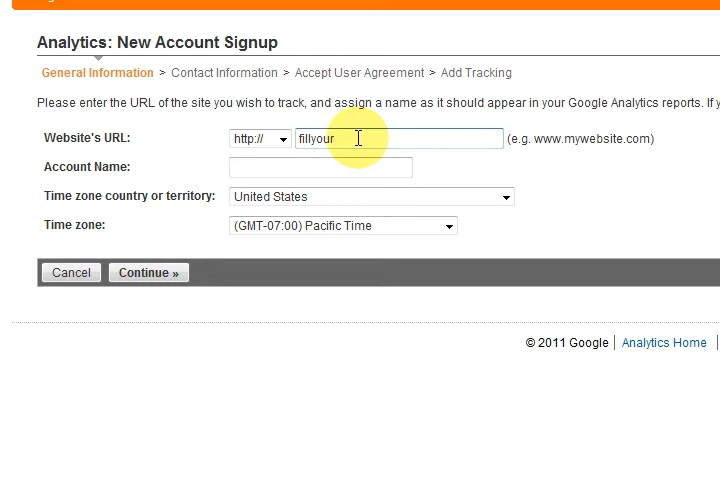 Analytics: New Account Signup
General Information > Contact Information > Accept User Agreement > Add Tracking
Please enter the URL of the site you wish to track, and assign a name as it should appear in your Google Analytics reports. If
Website's URL: http:// fillyour (e.g. www.mywebsite.com)
Account Name:
Time zone country or territory: United States
Time zone: (GMT-07:00) Pacific Time
Cancel Continue »
© 2011 Google | Analytics Home |